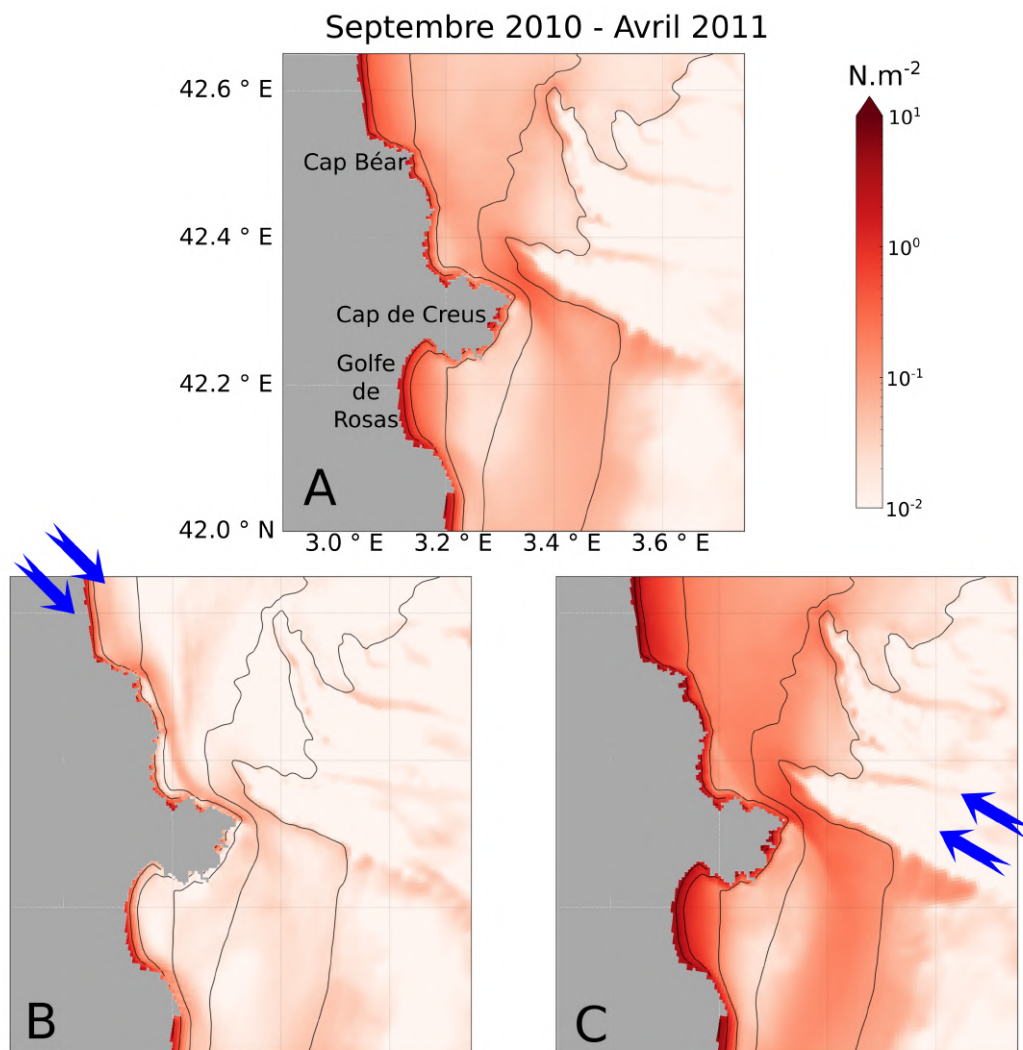 Septembre 2010 - Avril 2011
N.m⁻²
42.6 ° E
42.4 ° E
42.2 ° E
42.0 ° N
Cap Béar
Cap de Creus
Golfe
de
Rosas
A
3.0 ° E
3.2 ° E
3.4 ° E
3.6 ° E
10¹
10⁰
10⁻¹
10⁻²
B
C